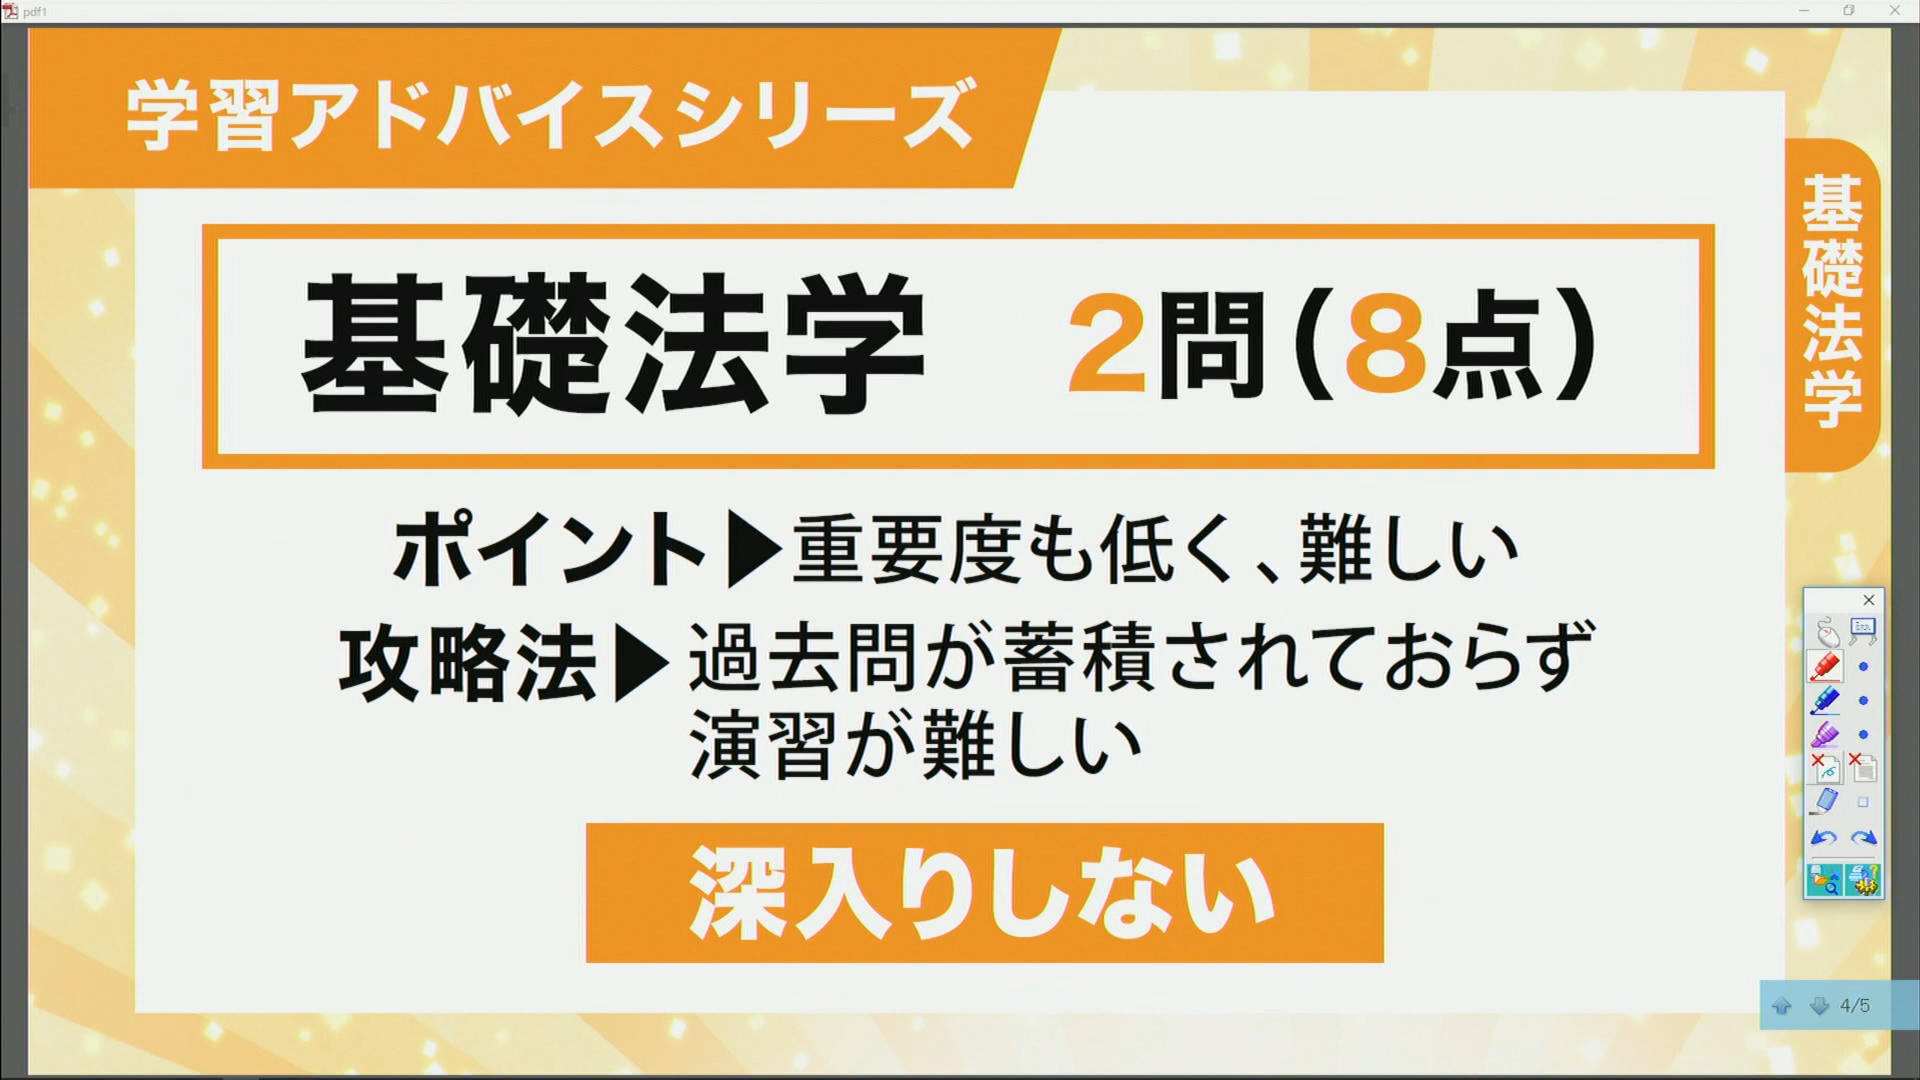 pdf1
学習アドバイスシリーズ
基礎法学 2問(8点)
ポイント▶重要度も低く、難しい
攻略法▶過去問が蓄積されておらず
演習が難しい
深入りしない
基礎法学
4/5